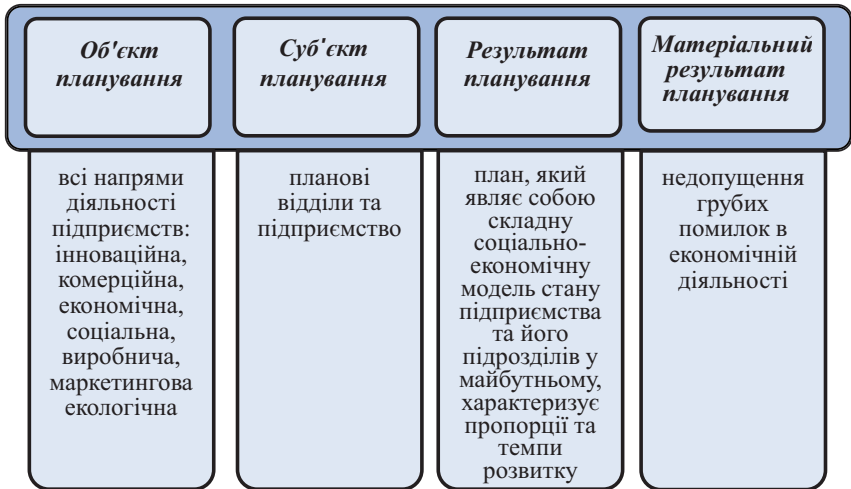 Об'єкт
планування
всі напрями
діяльності
підприємств:
інноваційна,
комерційна,
економічна,
соціальна,
виробнича,
маркетингова
екологічна
Суб'єкт
планування
планові
відділи та
підприємство
Результат
планування
план, який
являє собою
складну
соціально-
економічну
модель стану
підприємства
та його
підрозділів у
майбутньому,
характеризує
пропорції та
темпи
розвитку
Матеріальний
результат
планування
недопущення
грубих
помилок в
економічній
діяльності